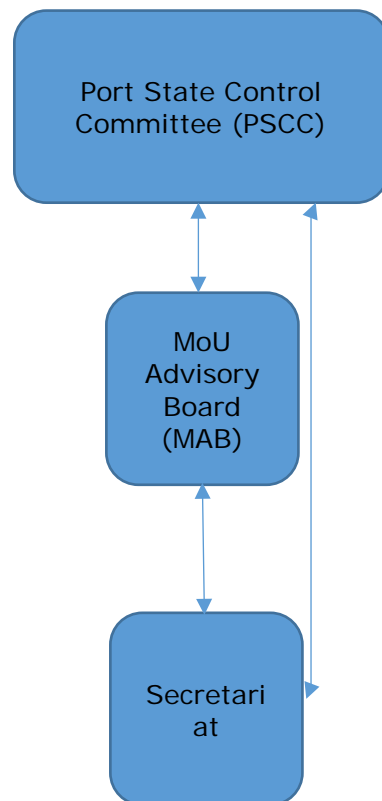 Port State Control
Committee (PSCC)
MoU
Advisory
Board
(MAB)
Secretari
at